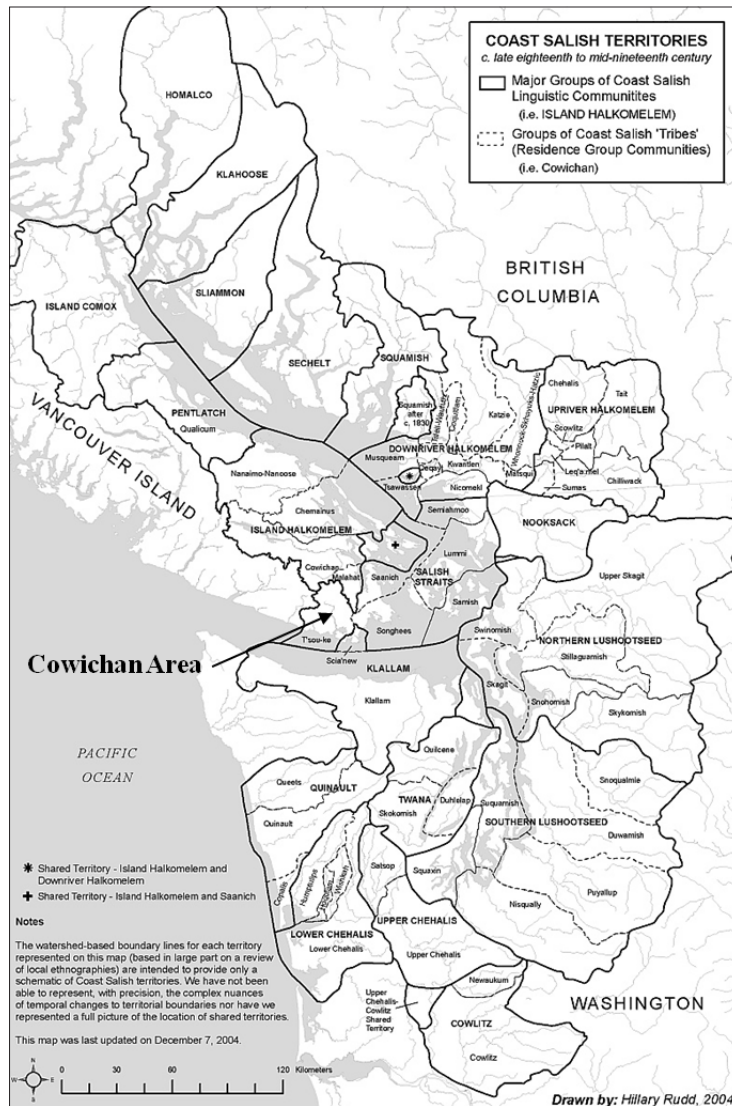 COAST SALISH TERRITORIES
c. late eighteenth to mid-nineteenth century
Major Groups of Coast Salish
Linguistic Communitites
(i.e. ISLAND HALKOMELEM)
Groups of Coast Salish 'Tribes'
(Residence Group Communities)
(i.e. Cowichan)
HOMALCO
KLAHOOSE
BRITISH
COLUMBIA
SLIAMMON
ISLAND COMOX
SECHELT
SQUAMISH
Squamish
after
c. 1830
Tsleil-Waututh
Coquitlam
Katzie
Whonnock-Skayuks-Hatzic
Chehalis
Tait
UPRIVER HALKOMELEM
Scowlitz
Pilalt
Leq'a:mel
Chilliwack
Sumas
Matsqui
PENTLATCH
Qualicum
VANCOUVER ISLAND
DOWNRIVER HALKOMELEM
Musqueam
Qeqayt
Kwantlen
Tsawassen
Nicomekl
Nanaimo-Nanoose
Chemainus
ISLAND HALKOMELEM
Semiahmoo
NOOKSACK
Lummi
Cowichan
Malahat
Saanich
SALISH
STRAITS
Samish
Upper Skagit
Songhees
T'sou-ke
Scia'new
Cowichan Area
Swinomish
NORTHERN LUSHOOTSEED
Stillaguamish
KLALLAM
Klallam
Skagit
Snohomish
Skykomish
PACIFIC
OCEAN
Quilcene
Queets
QUINAULT
Quinault
TWANA
Skokomish
Duhlelap
Suquamish
Snoqualmie
SOUTHERN LUSHOOTSEED
Duwamish
Copalis
Humptulips
Wishkah
Satsop
Squaxin
Nisqually
Puyallup
LOWER CHEHALIS
Lower Chehalis
UPPER CHEHALIS
Upper Chehalis
Upper
Chehalis-
Cowlitz
Shared
Territory
Newaukum
COWLITZ
Cowlitz
WASHINGTON
Shared Territory - Island Halkomelem and
Downriver Halkomelem
Shared Territory - Island Halkomelem and Saanich
Notes
The watershed-based boundary lines for each territory
represented on this map (based in large part on a review
of local ethnographies) are intended to provide only a
schematic of Coast Salish territories. We have not been
able to represent, with precision, the complex nuances
of temporal changes to territorial boundaries nor have we
represented a full picture of the location of shared territories.
This map was last updated on December 7, 2004.
N
W E
S
0 30 60 120 Kilometers
Drawn by: Hillary Rudd, 2004